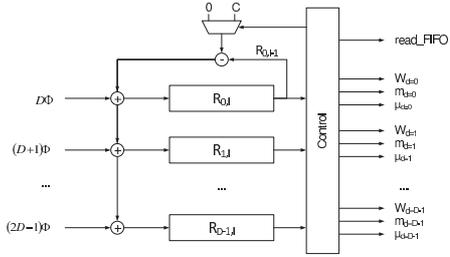 0 C
R0,l-1
read_FIFO
-
DΦ + R0,l
Wd=0
md=0
μd=0
(D+1)Φ + R1,l
Control
Wd=1
md=1
μd-1
... ... ...
(2D−1)Φ + RD-1,l
Wd-D-1
md-D-1
μd-D-1